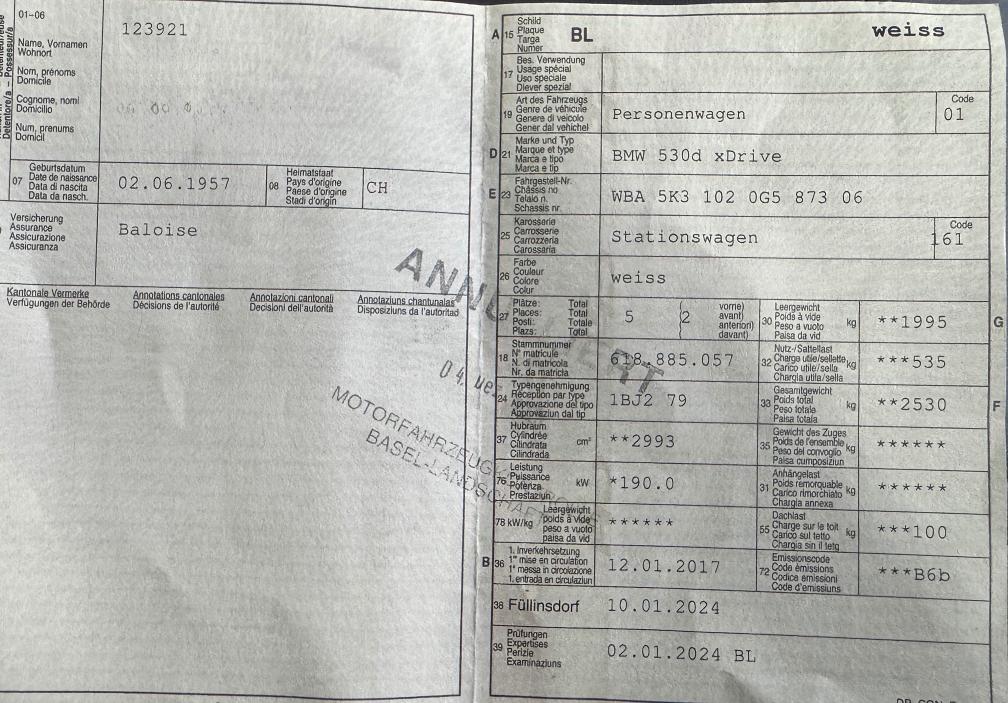 01-06
123921
Name, Vornamen
Wohnort
Nom, prénoms
Domicile
Cognome, nomi
Domicilio
Num, prenums
Domicil
07
Geburtsdatum
Date de naissance
Data di nascita
Data da nasch.
02.06.1957
08
Heimatstaat
Pays d'origine
Paese d'origine
Stadi d'origin
CH
Versicherung
Assurance
Assicurazione
Assicuranza
Baloise
Kantonale Vermerke
Verfügungen der Behörde
Annotations cantonales
Décisions de l'autorité
Annotazioni cantonali
Decisioni dell'autorità
Annotaziuns chantunalas
Disposiziuns da l'autoritad
MOTORFAHRZEUG
BASEL-LANDSCHAFT
A 15
Schild
Plaque
Targa
Numer
BL
weiss
17
Bes. Verwendung
Usage spécial
Uso speciale
Diever spezial
19
Art des Fahrzeugs
Genre de véhicule
Genere di veicolo
Gener dal vehichel
Personenwagen
Code
01
D 21
Marke und Typ
Marque et type
Marca e tipo
Marca e tip
BMW 530d xDrive
E 23
Fahrgestell-Nr.
Châssis no
Telaio n.
Schassis nr.
WBA 5K3 102 0G5 873 06
25
Karosserie
Carrosserie
Carrozzeria
Carossaria
Stationswagen
Code
161
26
Farbe
Couleur
Colore
Colur
weiss
27
Plätze: Total
Places: Total
Posti: Totale
Plazs: Total
5
(2
vorne)
avant)
anteriori)
davant)
30
Leergewicht
Poids à vide
Peso a vuoto
Paisa da vid
kg
**1995
G
18
Stammnummer
N° matricule
N. di matricola
Nr. da matricla
618.885.057
32
Nutz-/Sattellast
Charge utile/sellette
Carico utile/sella
Chargia utila/sella
kg
***535
24
Typengenehmigung
Réception par type
Approvazione del tipo
Approvaziun dal tip
1BJ2 79
33
Gesamtgewicht
Poids total
Peso totale
Paisa totala
kg
**2530
F
37
Hubraum
Cylindrée
Cilindrata
Cilindrada
cm³
**2993
35
Gewicht des Zuges
Poids de l'ensemble
Peso del convoglio
Paisa cumposiziun
kg
******
76
Leistung
Puissance
Potenza
Prestaziun
kW
*190.0
31
Anhängelast
Poids remorquable
Carico rimorchiato
Chargia annexa
kg
******
78 kW/kg
Leergewicht
poids à vide
peso a vuoto
paisa da vid
******
55
Dachlast
Charge sur le toit
Carico sul tetto
Chargia sin il tetg
kg
***100
B 36
1. Inverkehrsetzung
1re mise en circulation
1a messa in circolazione
1. entrada en circulaziun
12.01.2017
72
Emissionscode
Code émissions
Codice emissioni
Code d'emissiuns
***B6b
38 Füllinsdorf
10.01.2024
39
Prüfungen
Expertises
Perizie
Examinaziuns
02.01.2024 BL